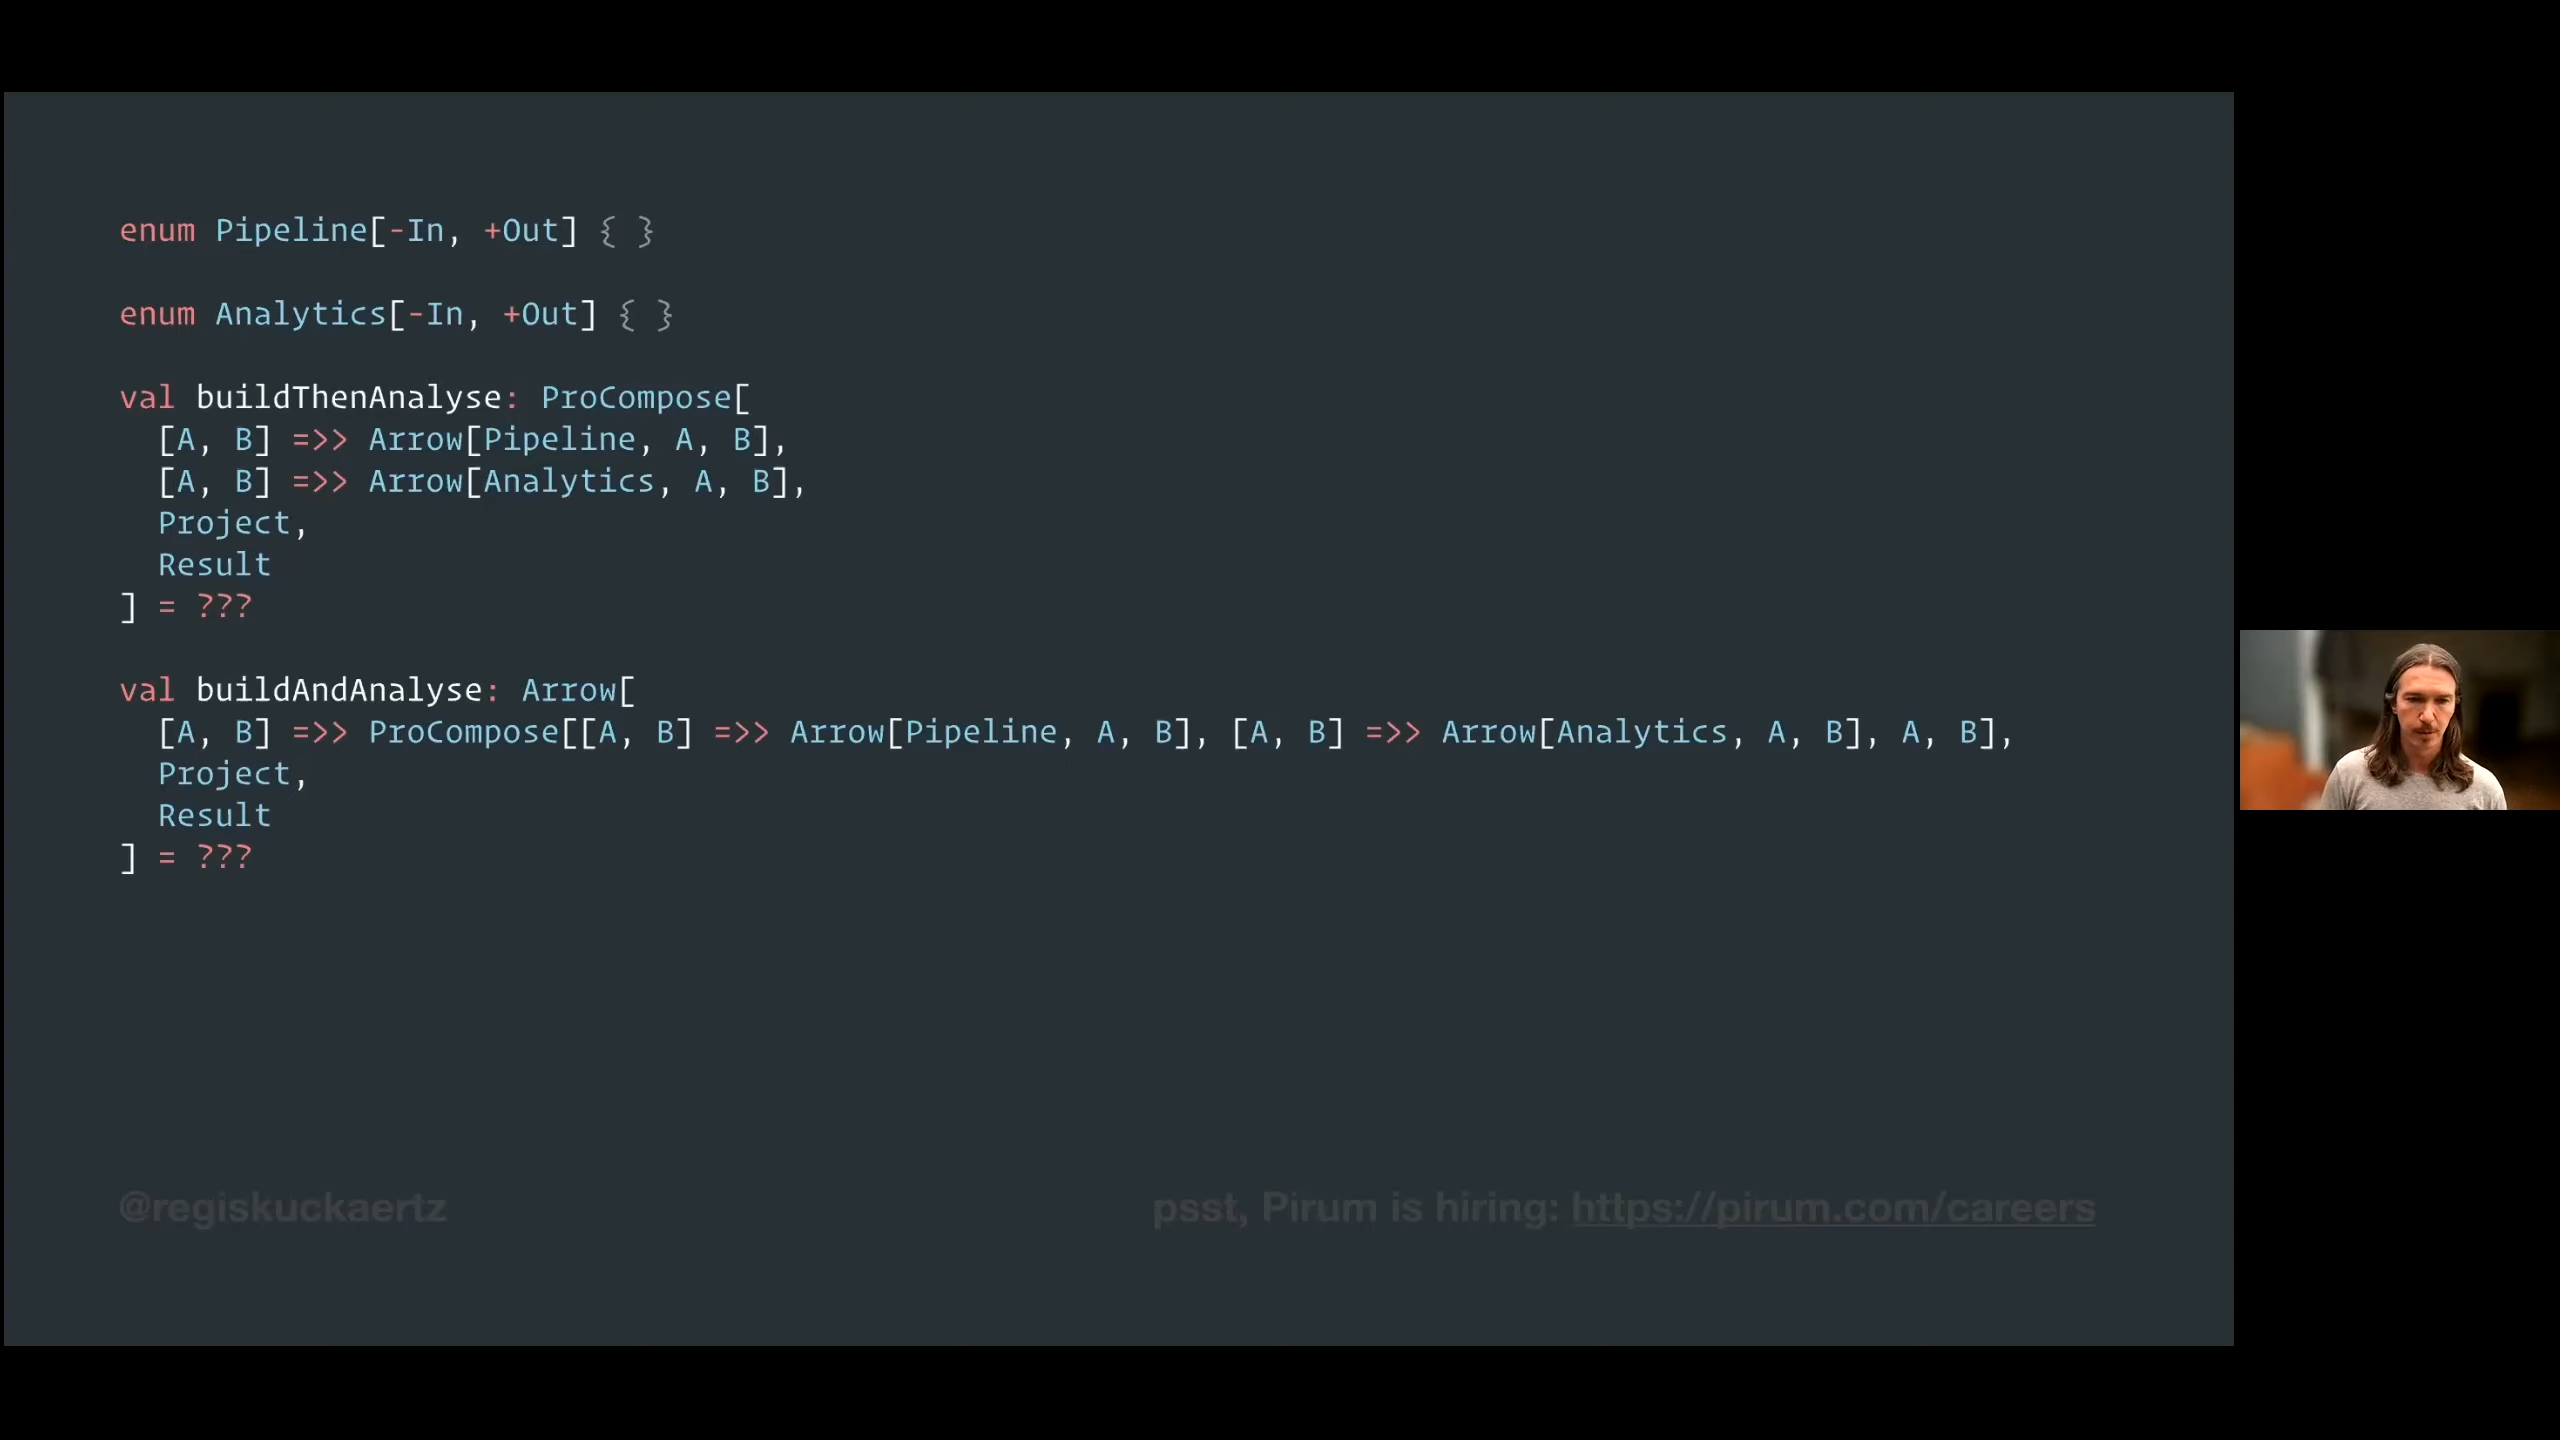 enum Pipeline[-In, +Out] { }
enum Analytics[-In, +Out] { }
val buildThenAnalyse: ProCompose[
[A, B] =>> Arrow[Pipeline, A, B],
[A, B] =>> Arrow[Analytics, A, B],
Project,
Result
] = ???
val buildAndAnalyse: Arrow[
[A, B] =>> ProCompose[[A, B] =>> Arrow[Pipeline, A, B], [A, B] =>> Arrow[Analytics, A, B], A, B],
Project,
Result
] = ???
@regiskuckaertz
psst, Pirum is hiring: https://pirum.com/careers